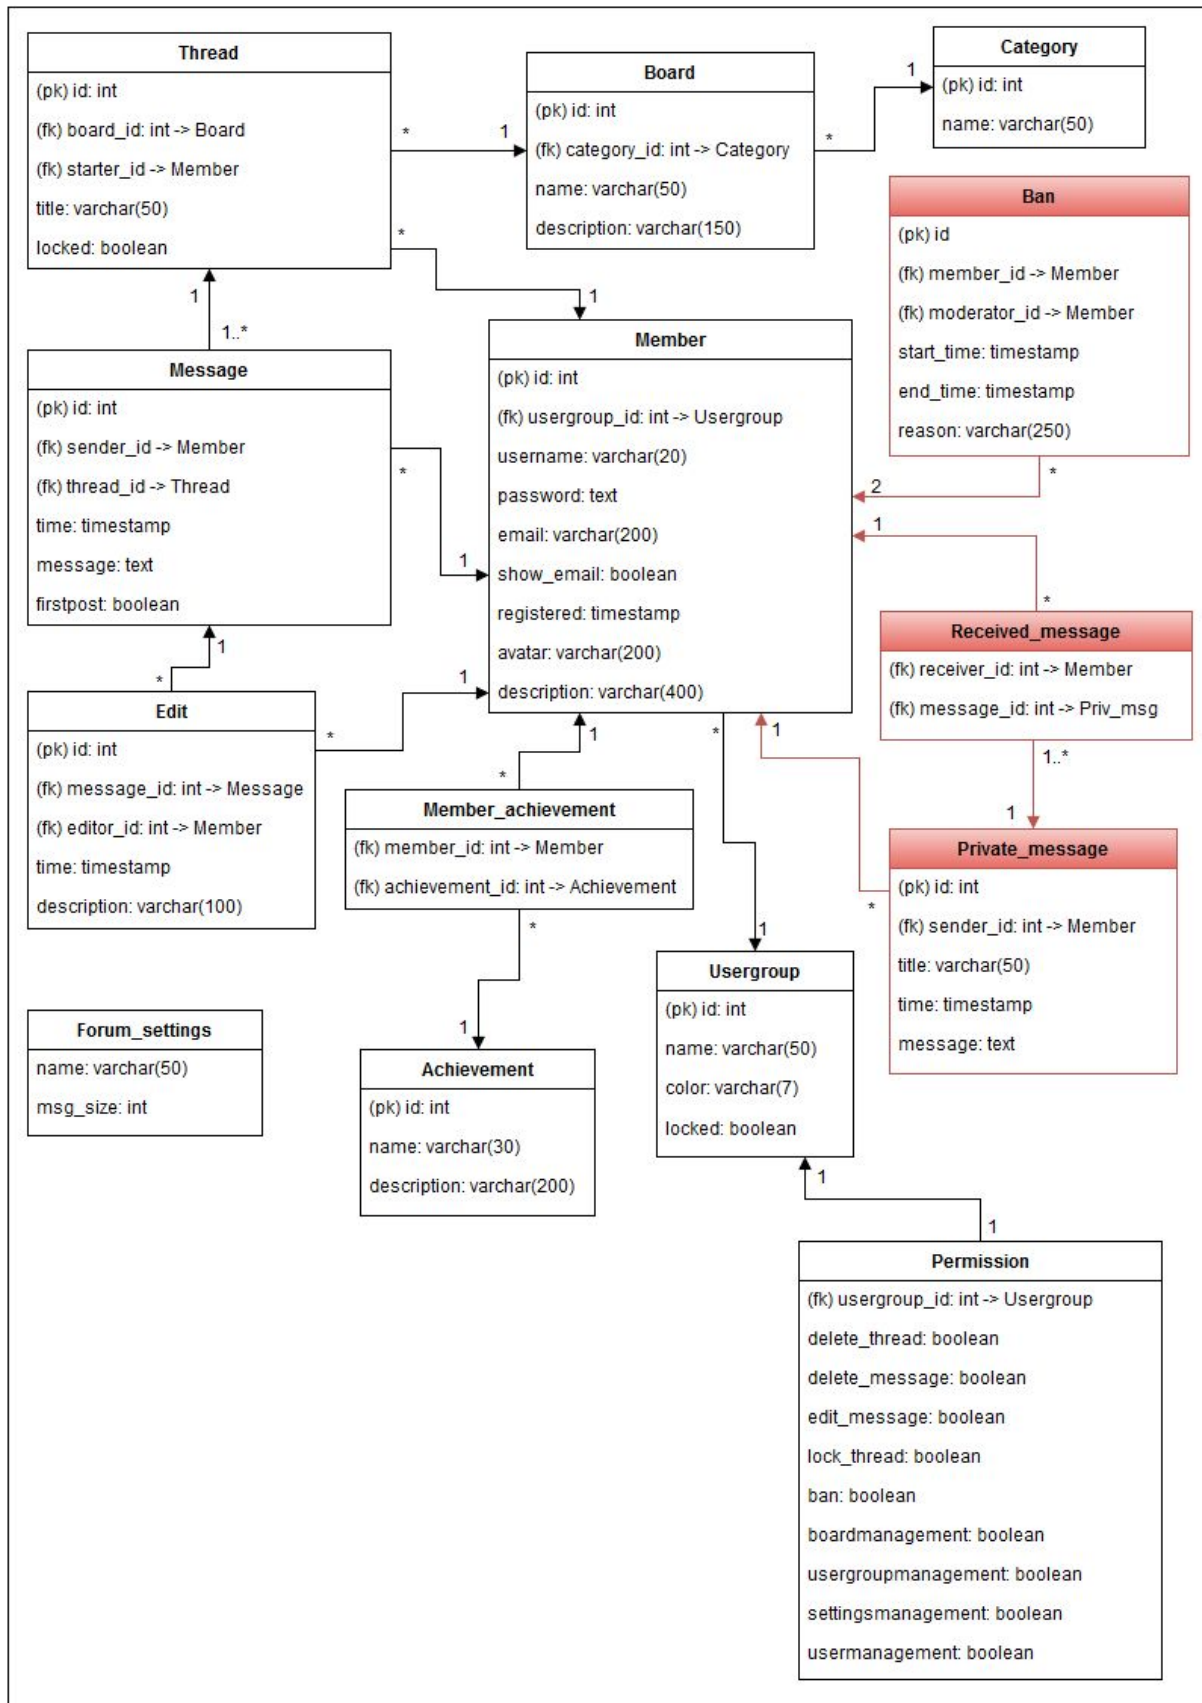 Thread
(pk) id: int
(fk) board_id: int -> Board
(fk) starter_id -> Member
title: varchar(50)
locked: boolean
*
1
*
1
1
1..*
Board
(pk) id: int
(fk) category_id: int -> Category
name: varchar(50)
description: varchar(150)
*
1
Category
(pk) id: int
name: varchar(50)
Ban
(pk) id
(fk) member_id -> Member
(fk) moderator_id -> Member
start_time: timestamp
end_time: timestamp
reason: varchar(250)
*
2
Message
(pk) id: int
(fk) sender_id -> Member
(fk) thread_id -> Thread
time: timestamp
message: text
firstpost: boolean
*
1
1
*
Member
(pk) id: int
(fk) usergroup_id: int -> Usergroup
username: varchar(20)
password: text
email: varchar(200)
show_email: boolean
registered: timestamp
avatar: varchar(200)
description: varchar(400)
1
*
Received_message
(fk) receiver_id: int -> Member
(fk) message_id: int -> Priv_msg
1..*
1
Edit
(pk) id: int
(fk) message_id: int -> Message
(fk) editor_id: int -> Member
time: timestamp
description: varchar(100)
*
1
1
*
Member_achievement
(fk) member_id: int -> Member
(fk) achievement_id: int -> Achievement
*
1
*
1
1
*
Private_message
(pk) id: int
(fk) sender_id: int -> Member
title: varchar(50)
time: timestamp
message: text
Forum_settings
name: varchar(50)
msg_size: int
Achievement
(pk) id: int
name: varchar(30)
description: varchar(200)
Usergroup
(pk) id: int
name: varchar(50)
color: varchar(7)
locked: boolean
1
1
Permission
(fk) usergroup_id: int -> Usergroup
delete_thread: boolean
delete_message: boolean
edit_message: boolean
lock_thread: boolean
ban: boolean
boardmanagement: boolean
usergroupmanagement: boolean
settingsmanagement: boolean
usermanagement: boolean